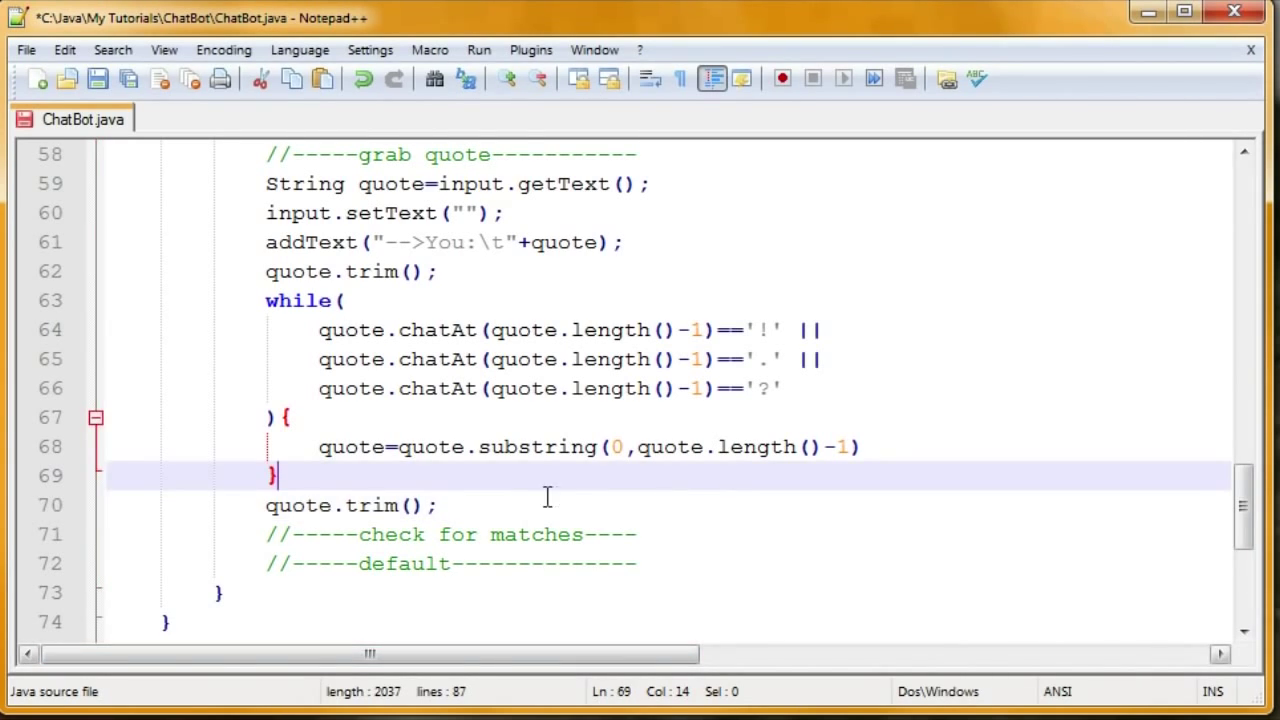 *C:\Java\My Tutorials\ChatBot\ChatBot.java - Notepad++
File Edit Search View Encoding Language Settings Macro Run Plugins Window ? X
ABC
ChatBot.java
58 //-----grab quote-----------
59 String quote=input.getText();
60 input.setText("");
61 addText("-->You:\t"+quote);
62 quote.trim();
63 while(
64 quote.chatAt(quote.length()-1)=='!' ||
65 quote.chatAt(quote.length()-1)=='.' ||
66 quote.chatAt(quote.length()-1)=='?'
67 ){
68 quote=quote.substring(0,quote.length()-1)
69 }
70 quote.trim();
71 //-----check for matches----
72 //-----default--------------
73 }
74 }
Java source file length : 2037 lines : 87 Ln : 69 Col : 14 Sel : 0 Dos\Windows ANSI INS